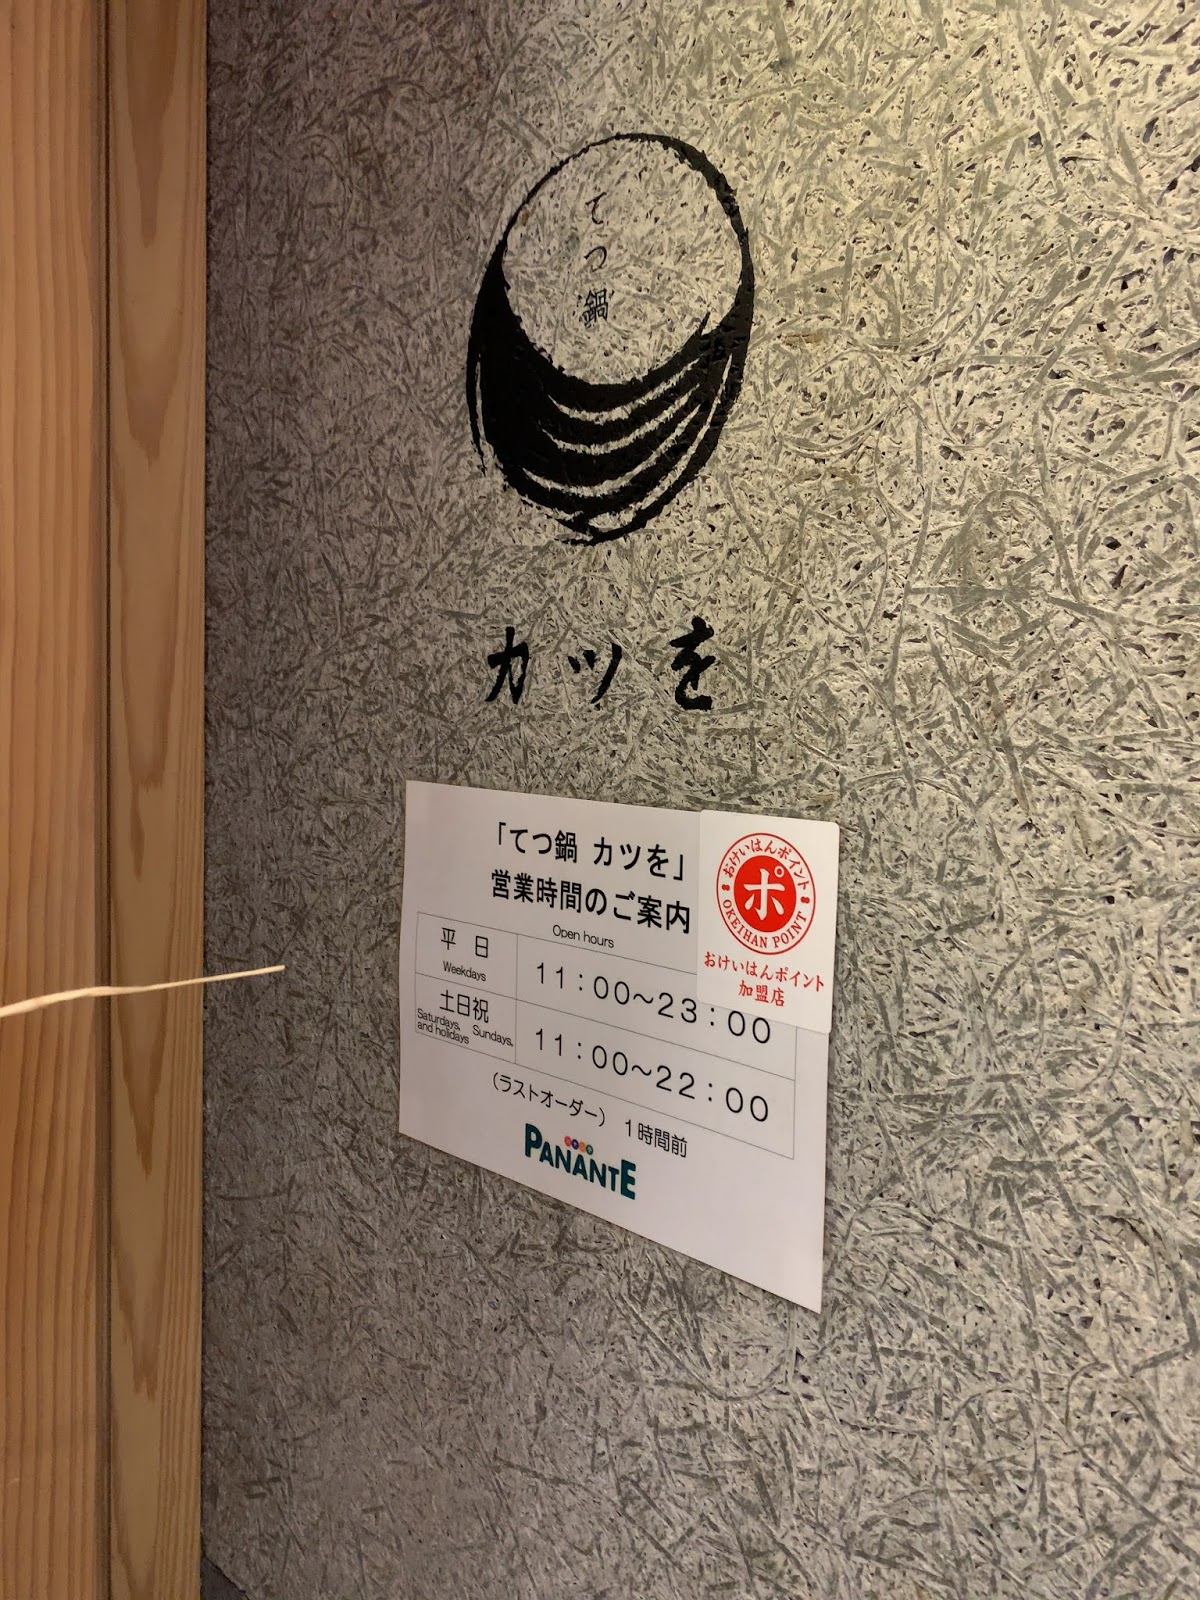 てつ鍋
カツを
「てつ鍋 カツを」
営業時間のご案内
Open hours
平 日
Weekdays
11：00～23：00
土日祝
Saturdays, Sundays,
and holidays
11：00～22：00
（ラストオーダー） 1時間前
PANANTE
おけいはんポイント
ポ
OKEIHAN POINT
おけいはんポイント
加盟店